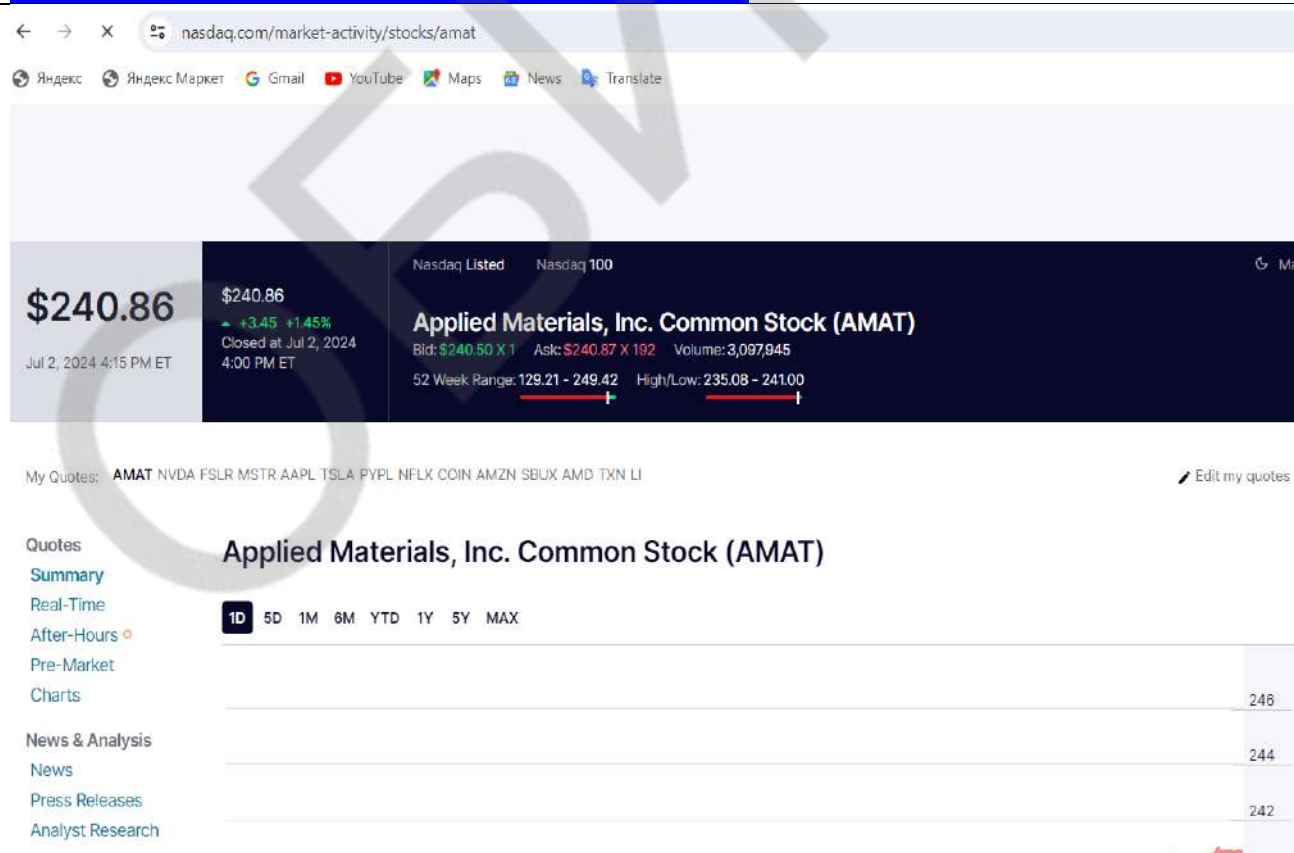 nasdaq.com/market-activity/stocks/amat
Яндекс Яндекс Маркет Gmail YouTube Maps News Translate
Nasdaq Listed Nasdaq 100
$240.86
Jul 2, 2024 4:15 PM ET
$240.86
+3.45 +1.45%
Closed at Jul 2, 2024
4:00 PM ET
Applied Materials, Inc. Common Stock (AMAT)
Bid: $240.50 X 1 Ask: $240.87 X 192 Volume: 3,097,945
52 Week Range: 129.21 - 249.42 High/Low: 235.08 - 241.00
My Quotes: AMAT NVDA FSLR MSTR AAPL TSLA PYPL NFLX COIN AMZN SBUX AMD TXN LI
Edit my quotes
Quotes
Summary
Real-Time
After-Hours
Pre-Market
Charts
News & Analysis
News
Press Releases
Analyst Research
Applied Materials, Inc. Common Stock (AMAT)
1D 5D 1M 6M YTD 1Y 5Y MAX
246
244
242